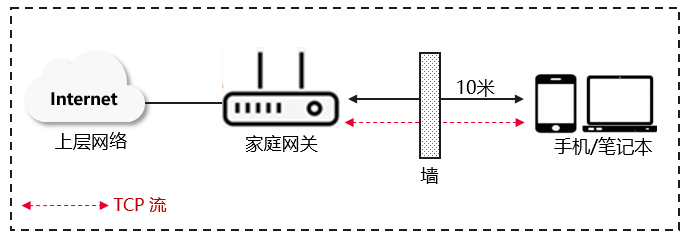 Internet
上层网络
家庭网关
墙
10米
手机/笔记本
TCP 流